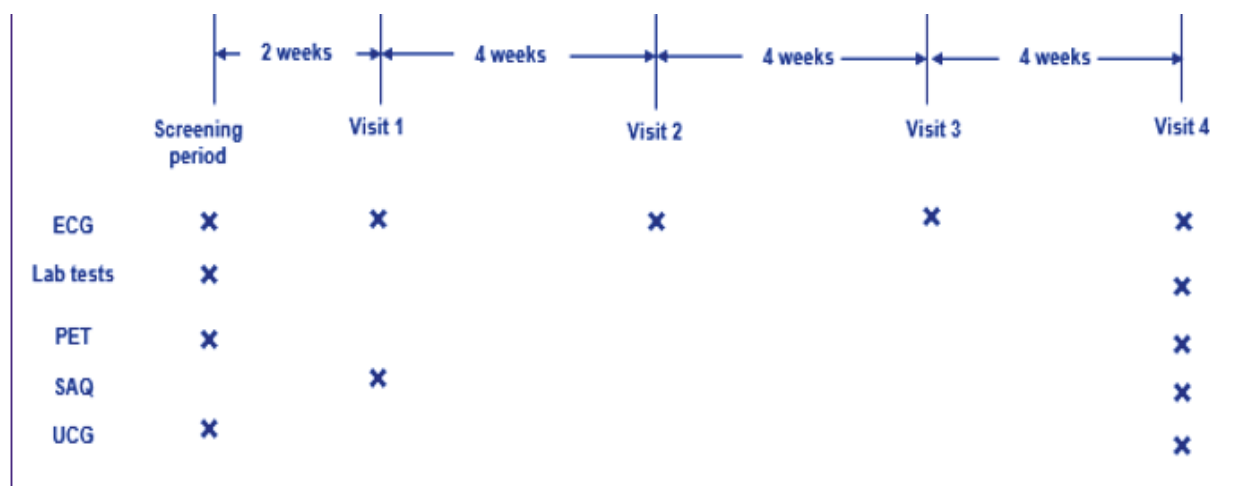 2 weeks 4 weeks 4 weeks 4 weeks
Screening period Visit 1 Visit 2 Visit 3 Visit 4
ECG x x x x x
Lab tests x x
PET x x
SAQ x x
UCG x x